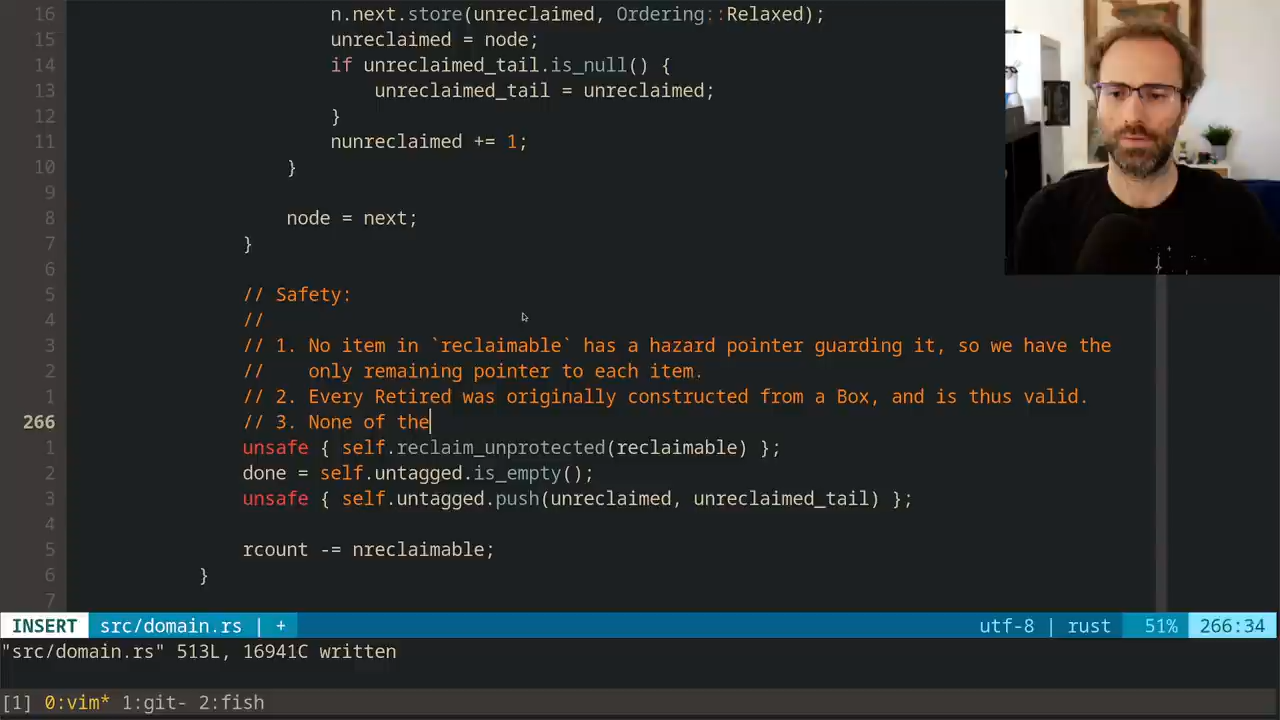 16 n.next.store(unreclaimed, Ordering::Relaxed);
15 unreclaimed = node;
14 if unreclaimed_tail.is_null() {
13 unreclaimed_tail = unreclaimed;
12 }
11 nunreclaimed += 1;
10 }
9
8 node = next;
7 }
6
5 // Safety:
4 //
3 // 1. No item in `reclaimable` has a hazard pointer guarding it, so we have the
2 // only remaining pointer to each item.
1 // 2. Every Retired was originally constructed from a Box, and is thus valid.
266 // 3. None of the
1 unsafe { self.reclaim_unprotected(reclaimable) };
2 done = self.untagged.is_empty();
3 unsafe { self.untagged.push(unreclaimed, unreclaimed_tail) };
4
5 rcount -= nreclaimable;
6 }
7
INSERT src/domain.rs | + utf-8 | rust 51% 266:34
"src/domain.rs" 513L, 16941C written
[1] 0:vim* 1:git- 2:fish